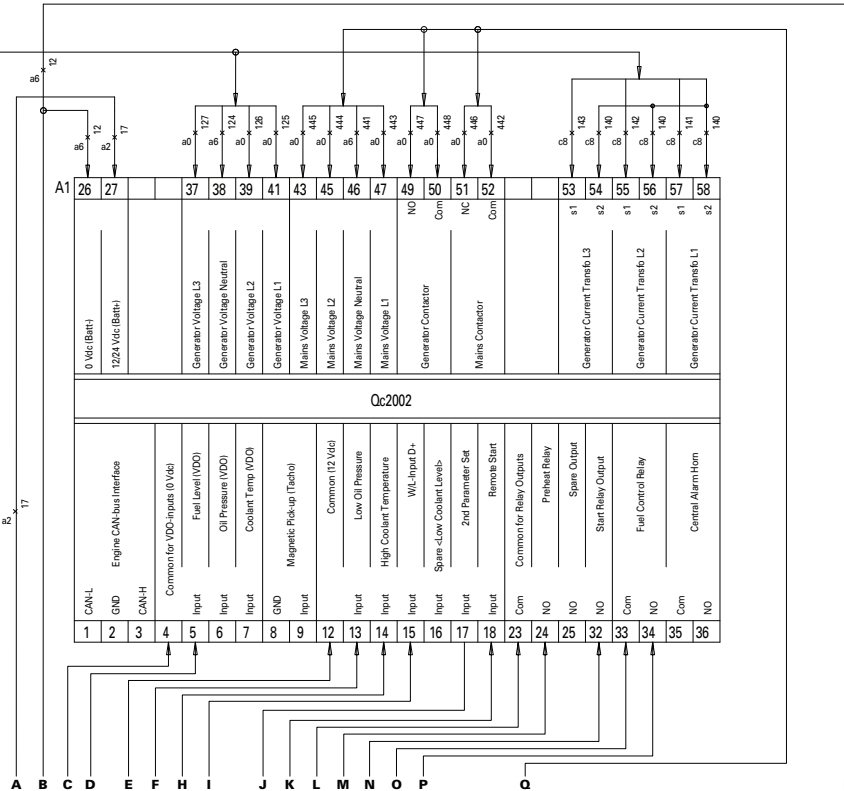 12
a6
12
a6
17
a2
127
a0
124
a6
126
a0
125
a0
445
a0
444
a0
441
a6
443
a0
447
a0
448
a0
446
a0
442
a0
143
c8
140
c8
142
c8
140
c8
141
c8
140
c8
A1 26 27 37 38 39 41 43 45 46 47 49 50 51 52 53 54 55 56 57 58
NO Com NC Com s1 s2 s1 s2 s1 s2
0 Vdc (Batt-)
12/24 Vdc (Batt+)
Generator Voltage L3
Generator Voltage Neutral
Generator Voltage L2
Generator Voltage L1
Mains Voltage L3
Mains Voltage L2
Mains Voltage Neutral
Mains Voltage L1
Generator Contactor
Mains Contactor
Generator Current Transfo L3
Generator Current Transfo L2
Generator Current Transfo L1
Qc2002
Engine CAN-bus Interface
Common for VDO-inputs (0 Vdc)
Fuel Level (VDO)
Oil Pressure (VDO)
Coolant Temp (VDO)
Magnetic Pick-up (Tacho)
Common (12 Vdc)
Low Oil Pressure
High Coolant Temperature
W/L-Input D+
Spare <Low Coolant Level>
2nd Parameter Set
Remote Start
Common for Relay Outputs
Preheat Relay
Spare Output
Start Relay Output
Fuel Control Relay
Central Alarm Horn
17
a2
CAN-L GND CAN-H Input Input Input GND Input Input Input Input Input Input Input Com NO NO NO Com NO Com NO
1 2 3 4 5 6 7 8 9 12 13 14 15 16 17 18 23 24 25 32 33 34 35 36
A B C D E F H I J K L M N O P Q